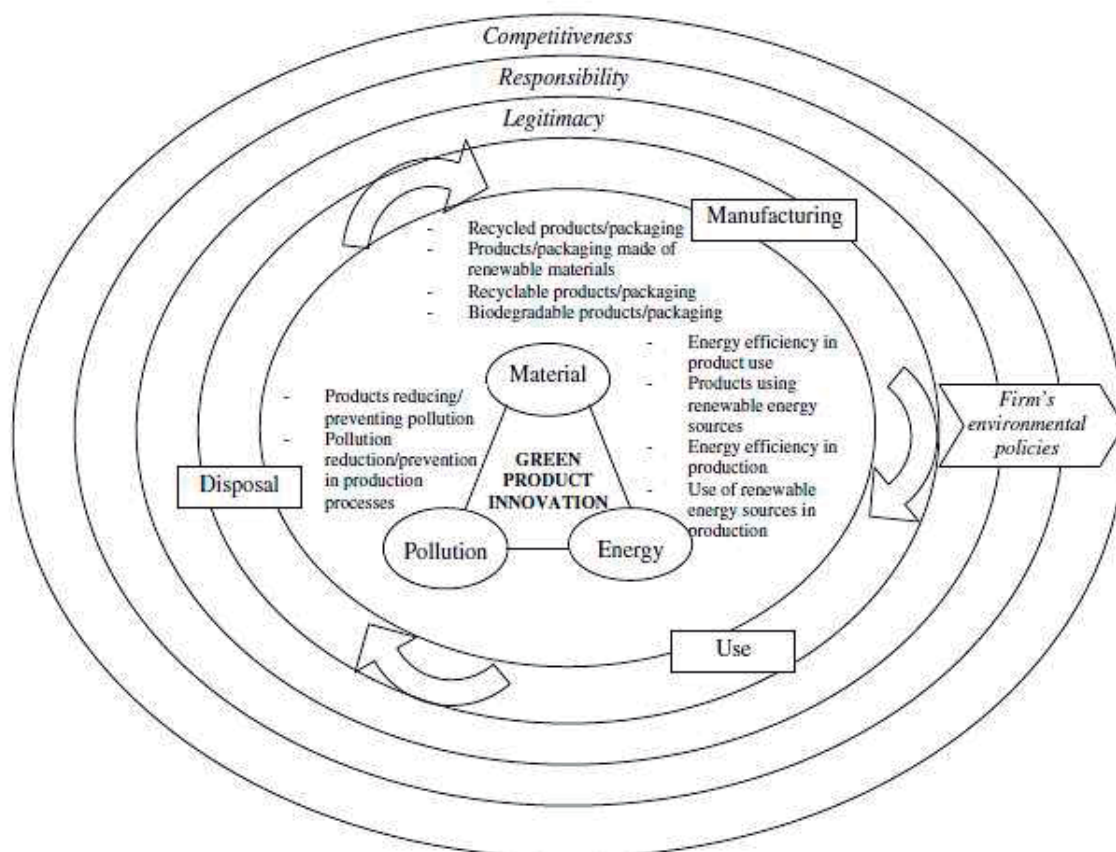 Competitiveness
Responsibility
Legitimacy
Manufacturing
- Recycled products/packaging
- Products/packaging made of
renewable materials
- Recyclable products/packaging
- Biodegradable products/packaging
Material
- Energy efficiency in
product use
- Products using
renewable energy
sources
- Energy efficiency in
production
- Use of renewable
energy sources in
production
- Products reducing/
preventing pollution
- Pollution
reduction/prevention
in production
processes
GREEN
PRODUCT
INNOVATION
Firm's
environmental
policies
Disposal
Pollution
Energy
Use